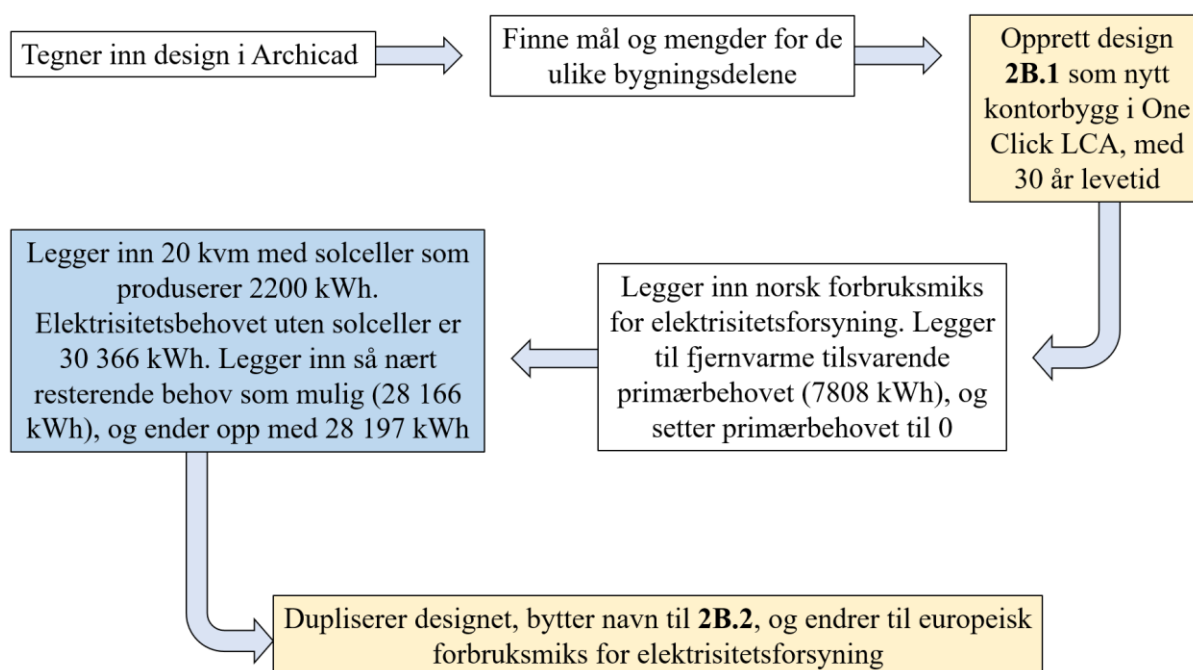 Tegner inn design i Archicad
Finne mål og mengder for de
ulike bygningsdelene
Opprett design
2B.1 som nytt
kontorbygg i One
Click LCA, med
30 år levetid
Legger inn norsk forbruksmiks
for elektrisitetsforsyning. Legger
til fjernvarme tilsvarende
primærbehovet (7808 kWh), og
setter primærbehovet til 0
Legger inn 20 kvm med solceller som
produserer 2200 kWh.
Elektrisitetsbehovet uten solceller er
30 366 kWh. Legger inn så nært
resterende behov som mulig (28 166
kWh), og ender opp med 28 197 kWh
Dupliserer designet, bytter navn til 2B.2, og endrer til europeisk
forbruksmiks for elektrisitetsforsyning